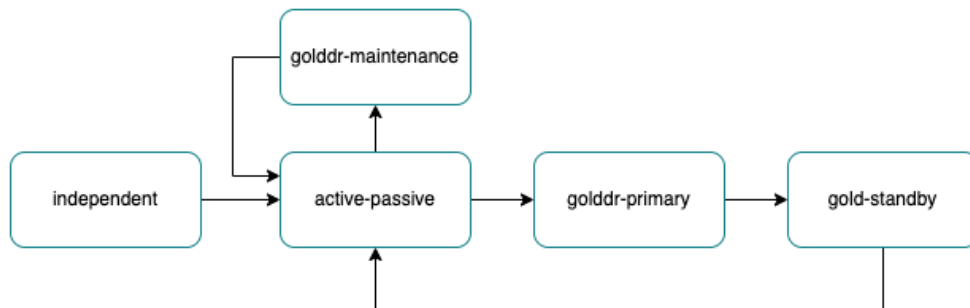 golddr-maintenance
independent
active-passive
golddr-primary
gold-standby